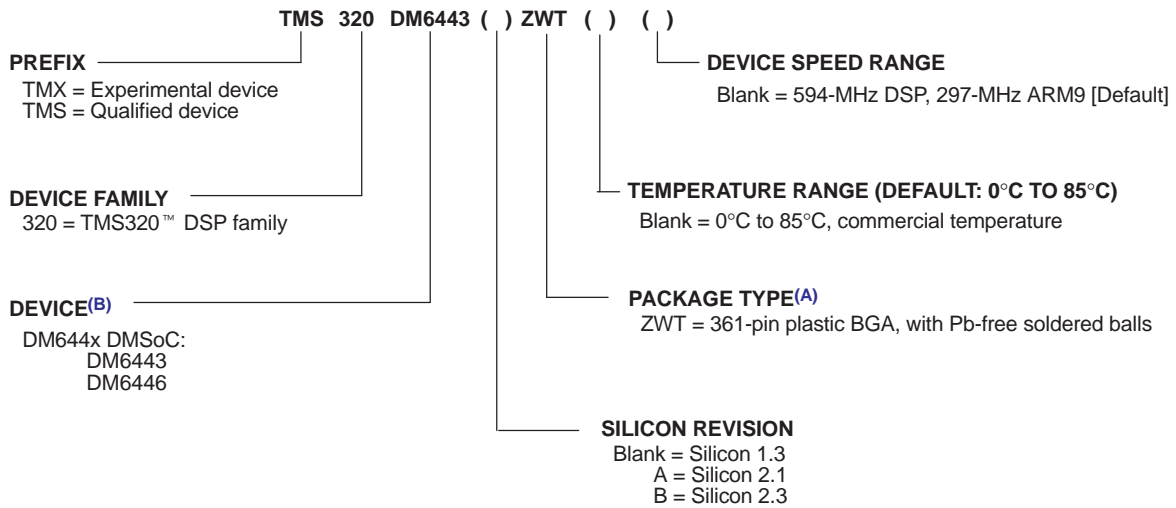 TMS 320 DM6443 ( ) ZWT ( ) ( )
PREFIX
TMX = Experimental device
TMS = Qualified device
DEVICE SPEED RANGE
Blank = 594-MHz DSP, 297-MHz ARM9 [Default]
DEVICE FAMILY
320 = TMS320™ DSP family
TEMPERATURE RANGE (DEFAULT: 0°C TO 85°C)
Blank = 0°C to 85°C, commercial temperature
DEVICE(B)
DM644x DMSoC:
DM6443
DM6446
PACKAGE TYPE(A)
ZWT = 361-pin plastic BGA, with Pb-free soldered balls
SILICON REVISION
Blank = Silicon 1.3
A = Silicon 2.1
B = Silicon 2.3